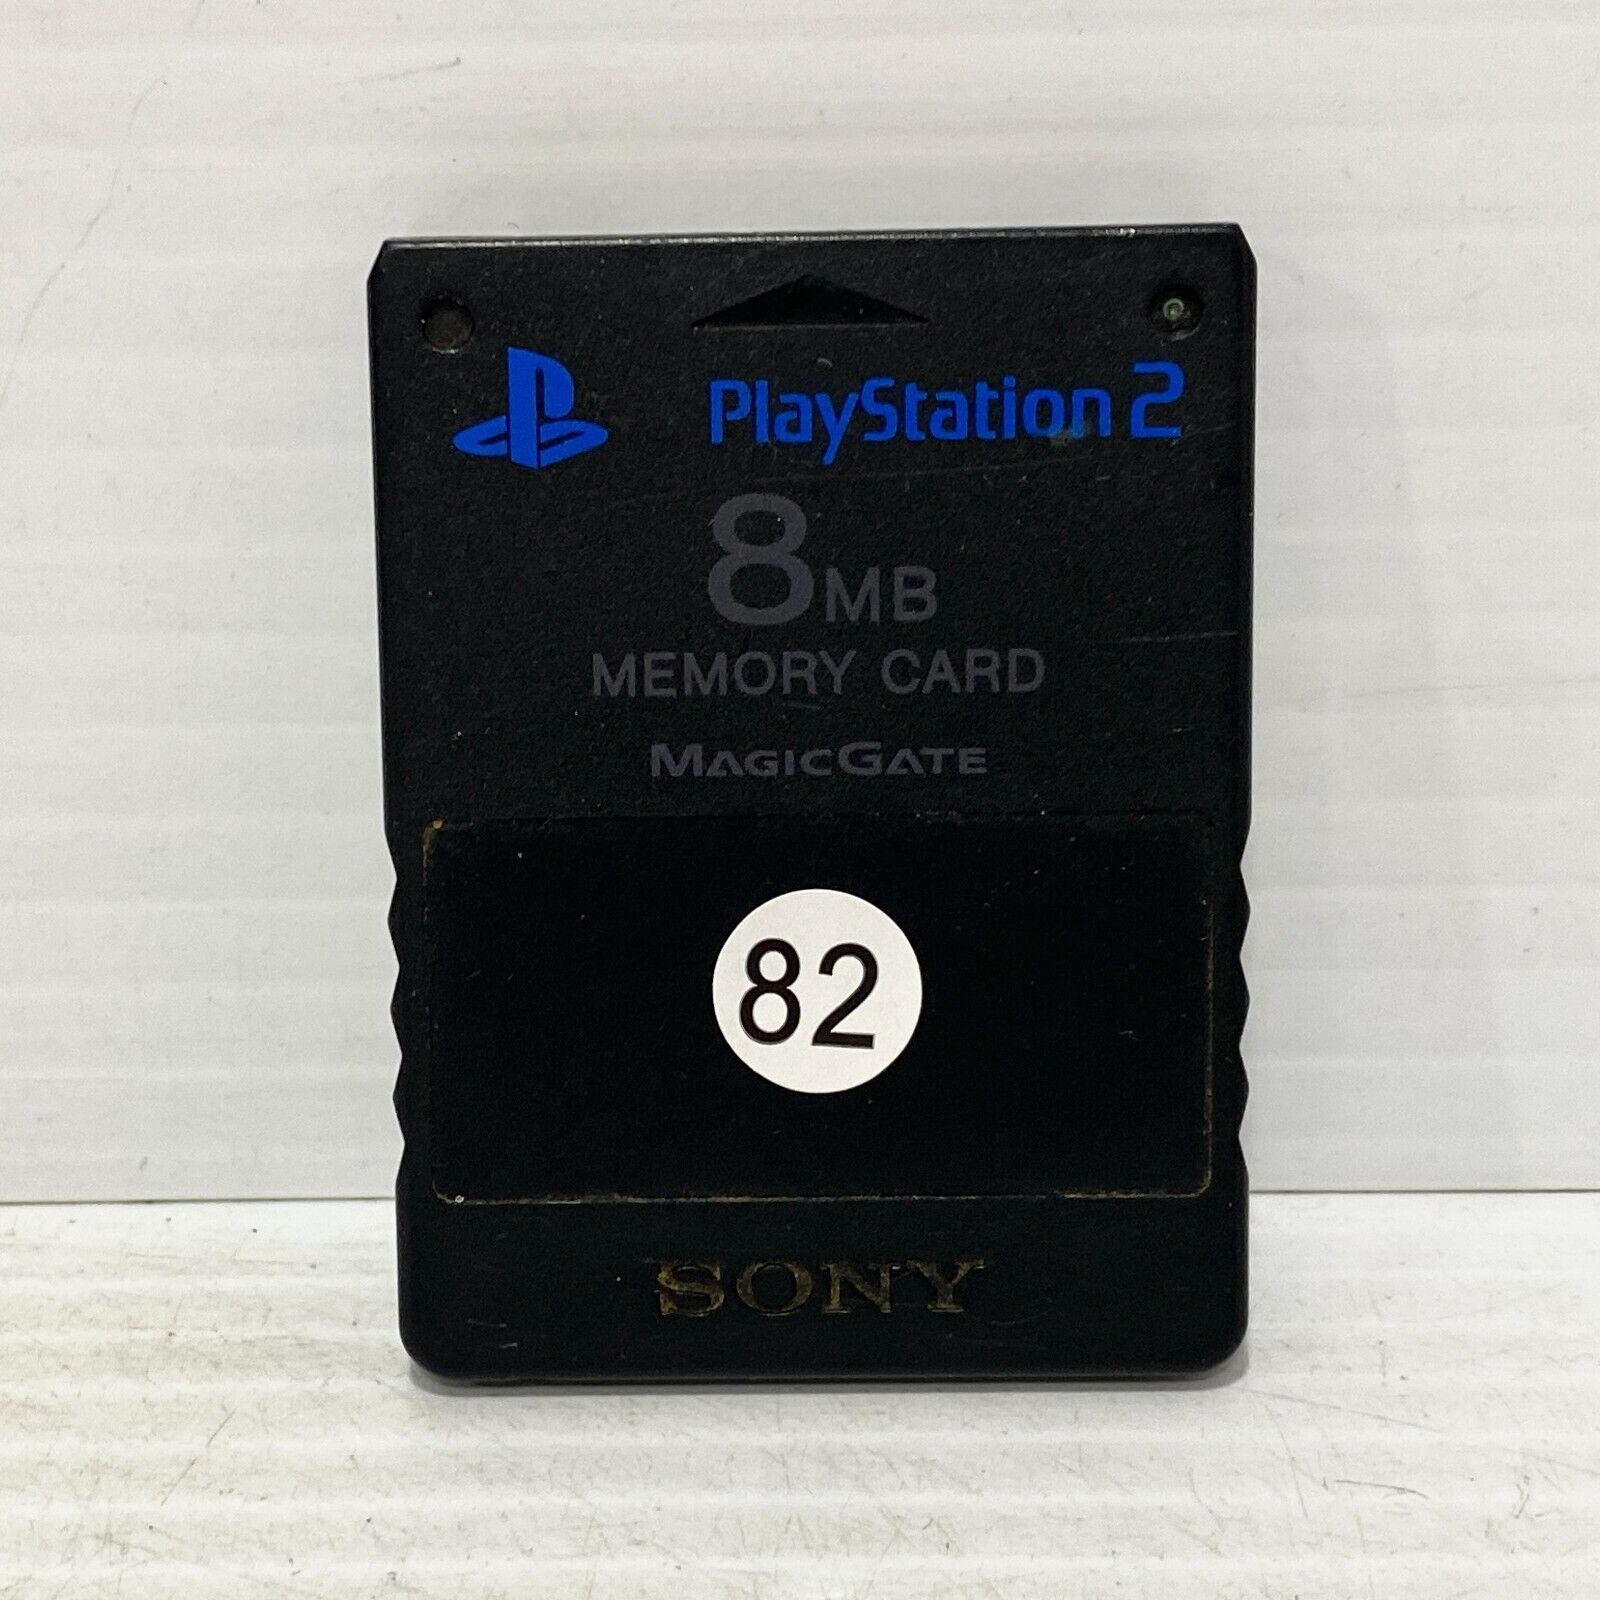 PlayStation 2
8MB
MEMORY CARD
MAGICGATE
82
SONY